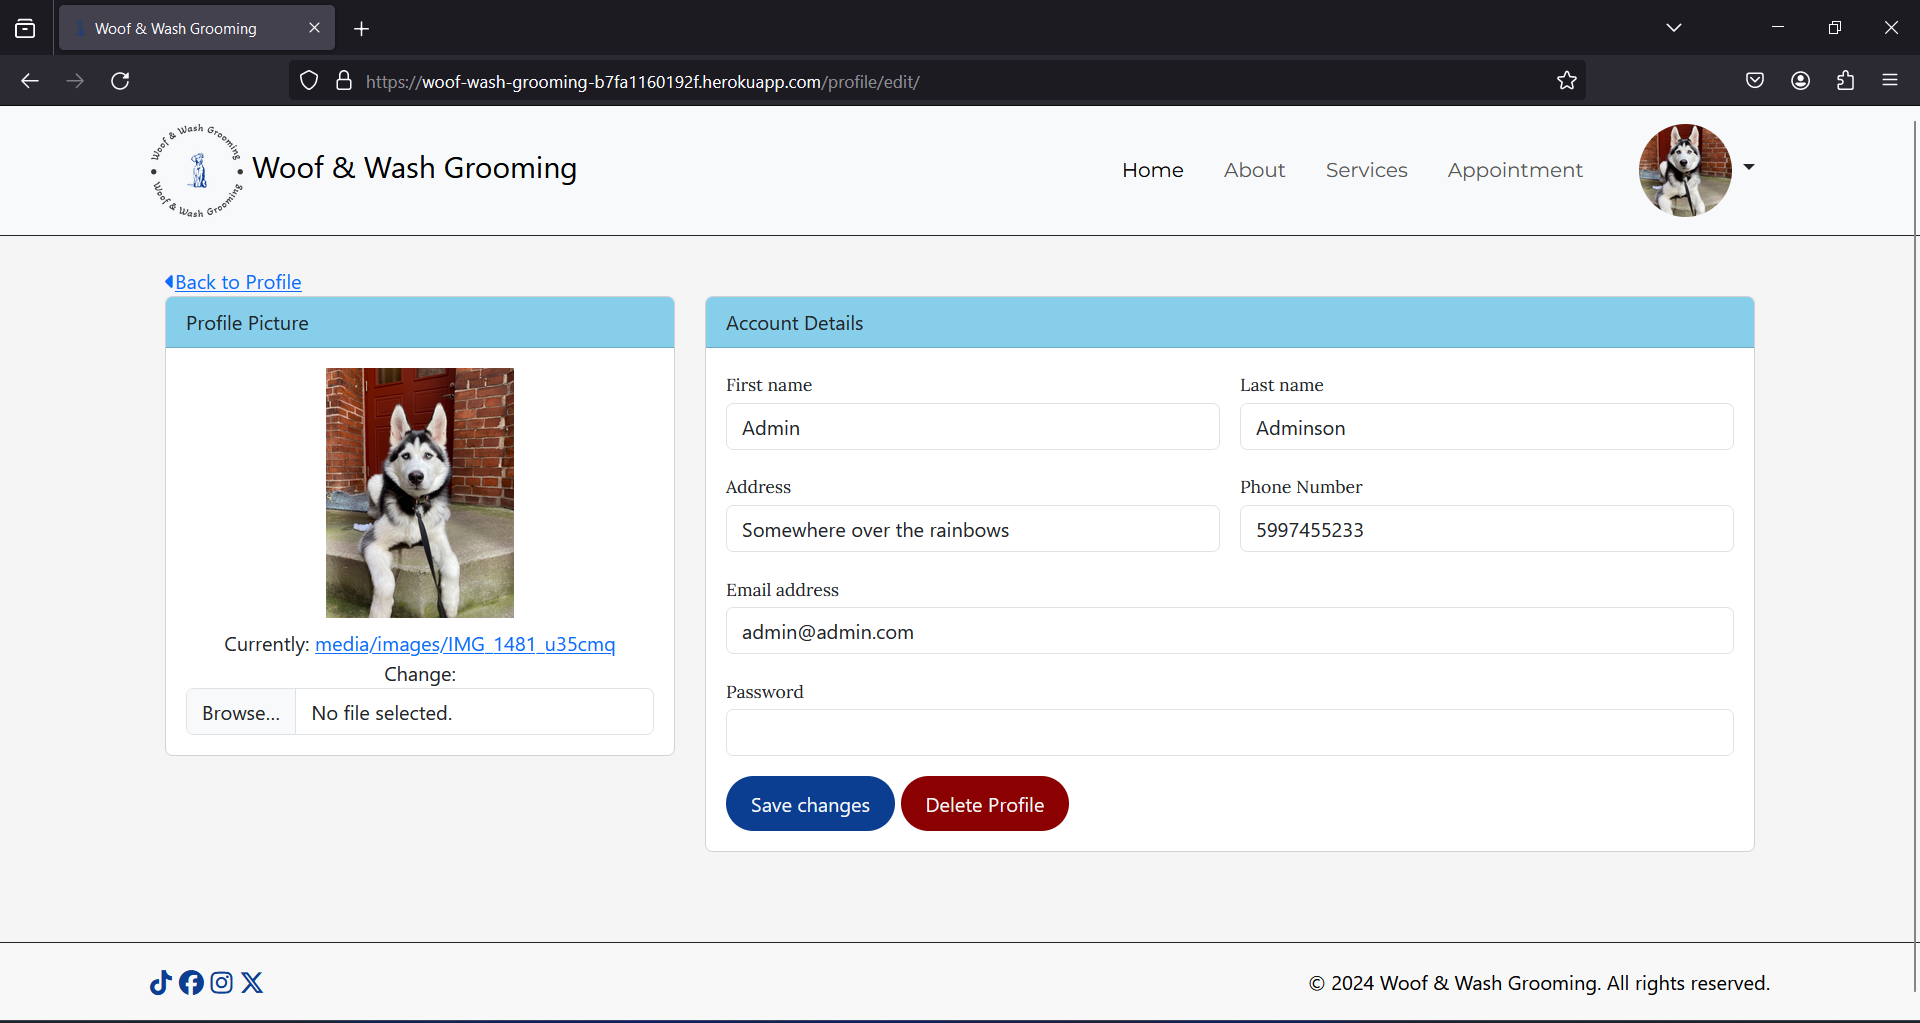 Woof & Wash Grooming
https://woof-wash-grooming-b7fa1160192f.herokuapp.com/profile/edit/
Woof & Wash Grooming
Woof & Wash Grooming
Woof & Wash Grooming
Home
About
Services
Appointment
Back to Profile
Profile Picture
Currently: media/images/IMG_1481_u35cmq
Change:
Browse... No file selected.
Account Details
First name
Admin
Last name
Adminson
Address
Somewhere over the rainbows
Phone Number
5997455233
Email address
admin@admin.com
Password
Save changes
Delete Profile
© 2024 Woof & Wash Grooming. All rights reserved.